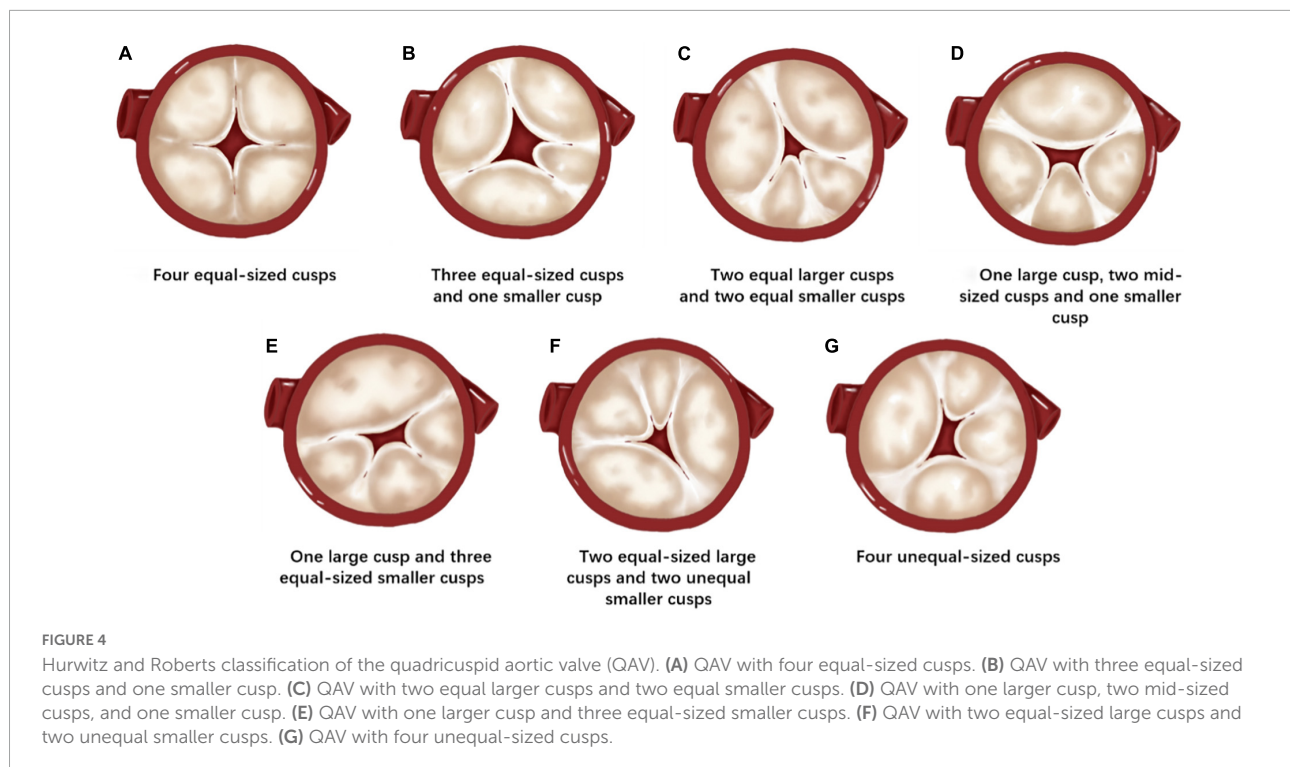 A
B
C
D
Four equal-sized cusps
Three equal-sized cusps
and one smaller cusp
Two equal larger cusps
and two equal smaller cusps
One large cusp, two mid-
sized cusps and one smaller
cusp
E
F
G
One large cusp and three
equal-sized smaller cusps
Two equal-sized large
cusps and two unequal
smaller cusps
Four unequal-sized cusps
FIGURE 4
Hurwitz and Roberts classification of the quadricuspid aortic valve (QAV). (A) QAV with four equal-sized cusps. (B) QAV with three equal-sized
cusps and one smaller cusp. (C) QAV with two equal larger cusps and two equal smaller cusps. (D) QAV with one larger cusp, two mid-sized
cusps, and one smaller cusp. (E) QAV with one larger cusp and three equal-sized smaller cusps. (F) QAV with two equal-sized large cusps and
two unequal smaller cusps. (G) QAV with four unequal-sized cusps.